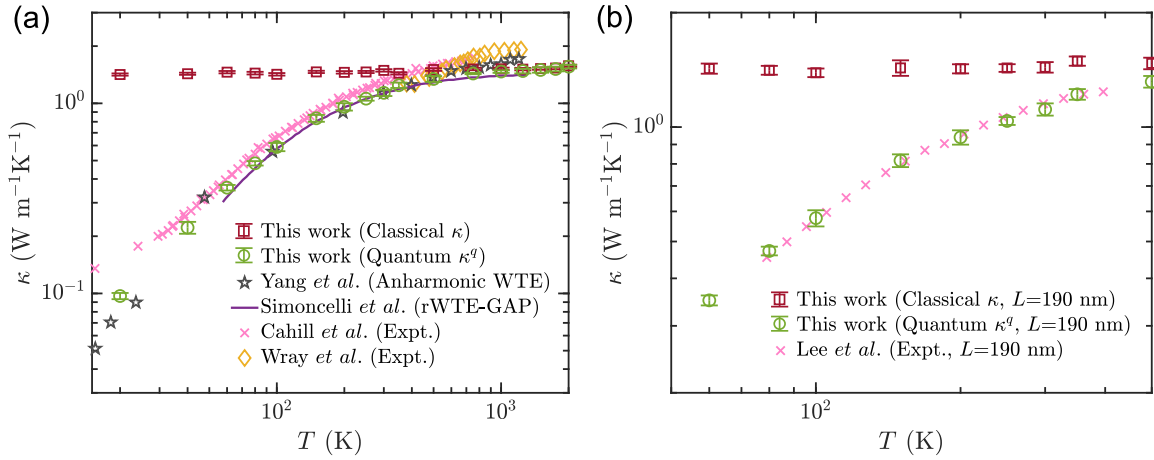 (a)
κ (W m⁻¹K⁻¹)
10⁰
10⁻¹
This work (Classical κ)
This work (Quantum κ^q)
Yang et al. (Anharmonic WTE)
Simoncelli et al. (rWTE-GAP)
Cahill et al. (Expt.)
Wray et al. (Expt.)
10² 10³
T (K)
(b)
κ (W m⁻¹K⁻¹)
10⁰
This work (Classical κ, L=190 nm)
This work (Quantum κ^q, L=190 nm)
Lee et al. (Expt., L=190 nm)
10²
T (K)